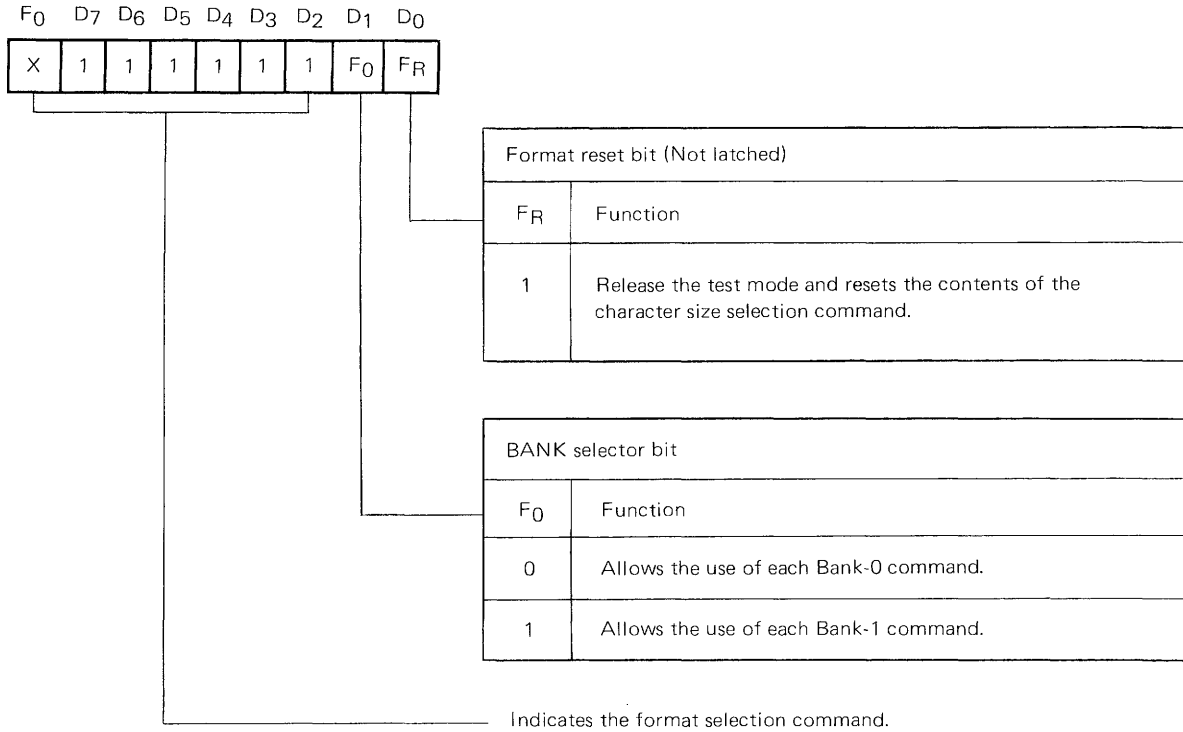 F0 D7 D6 D5 D4 D3 D2 D1 D0
X 1 1 1 1 1 1 F0 FR
Format reset bit (Not latched)
FR Function
1 Release the test mode and resets the contents of the
character size selection command.
BANK selector bit
F0 Function
0 Allows the use of each Bank-0 command.
1 Allows the use of each Bank-1 command.
Indicates the format selection command.